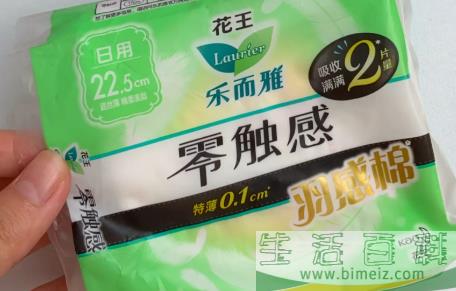 花王
Laurier
乐而雅
日用
22.5cm
吸收
满满
2片量
零触感
特薄0.1cm*
羽感棉
花王
零触感
生活百
www.bimeiz.com